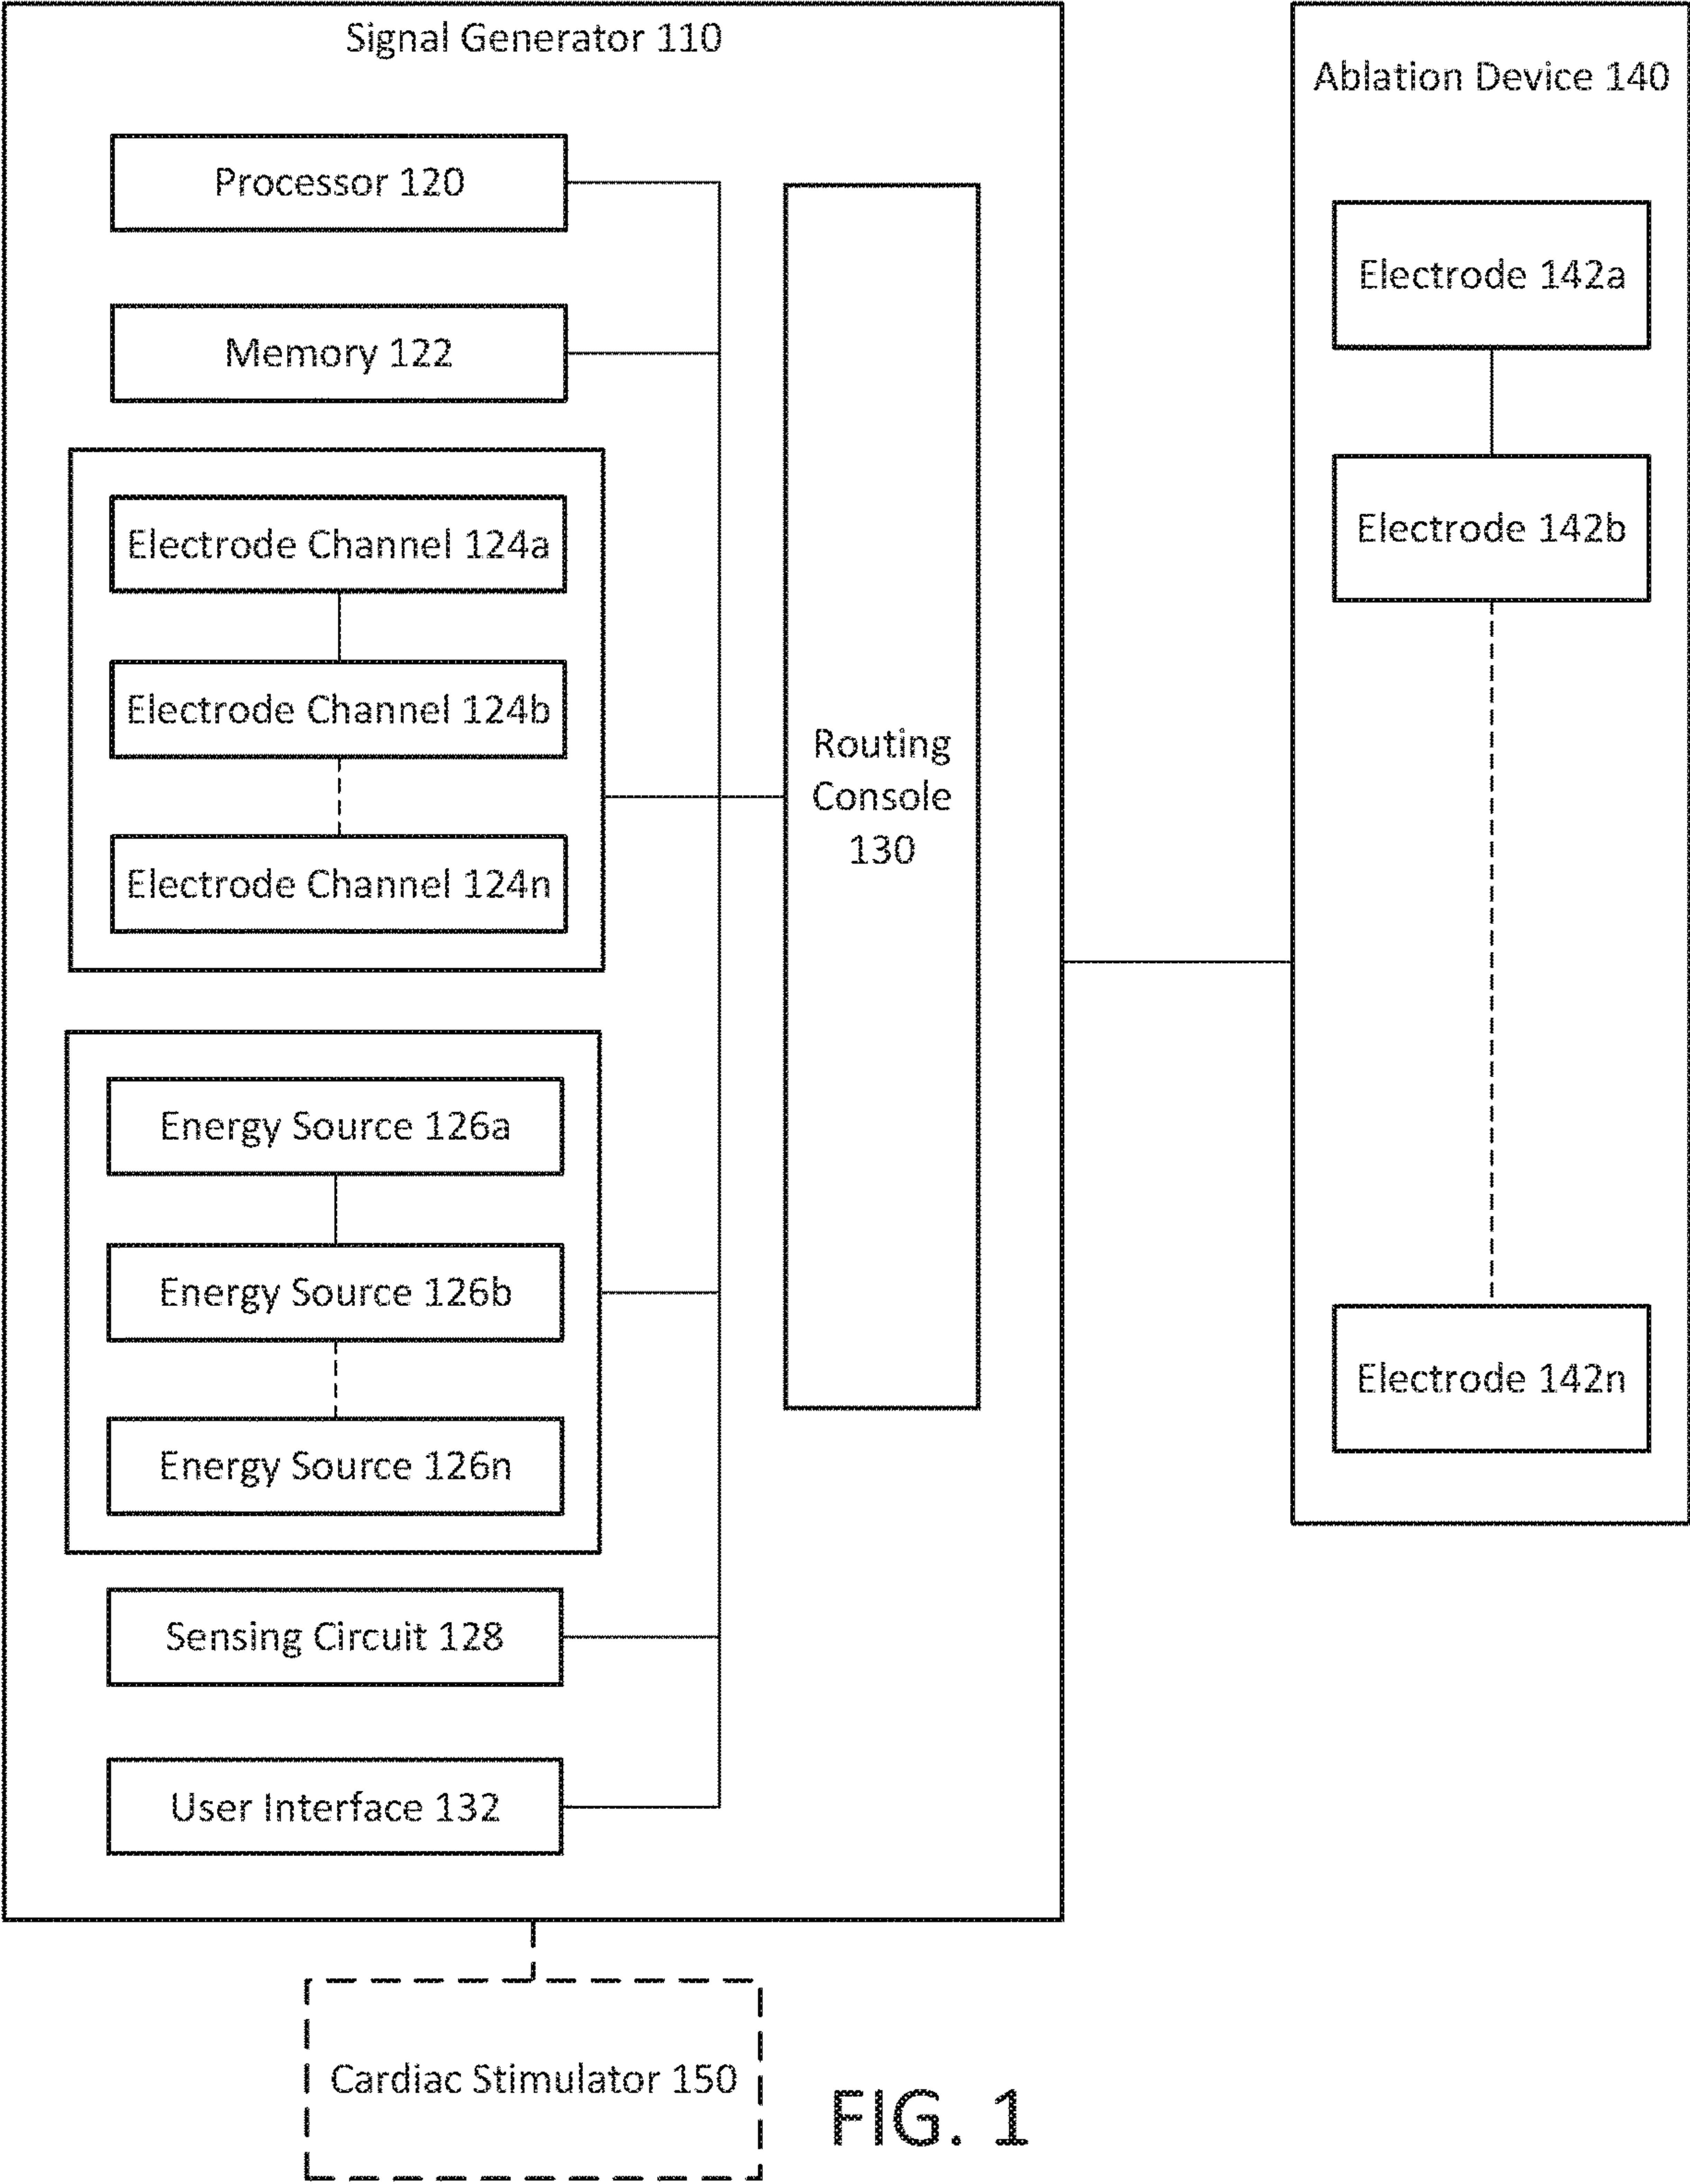 Signal Generator 110
Processor 120
Memory 122
Electrode Channel 124a
Electrode Channel 124b
Electrode Channel 124n
Energy Source 126a
Energy Source 126b
Energy Source 126n
Sensing Circuit 128
User Interface 132
Routing
Console
130
Ablation Device 140
Electrode 142a
Electrode 142b
Electrode 142n
Cardiac Stimulator 150
FIG. 1